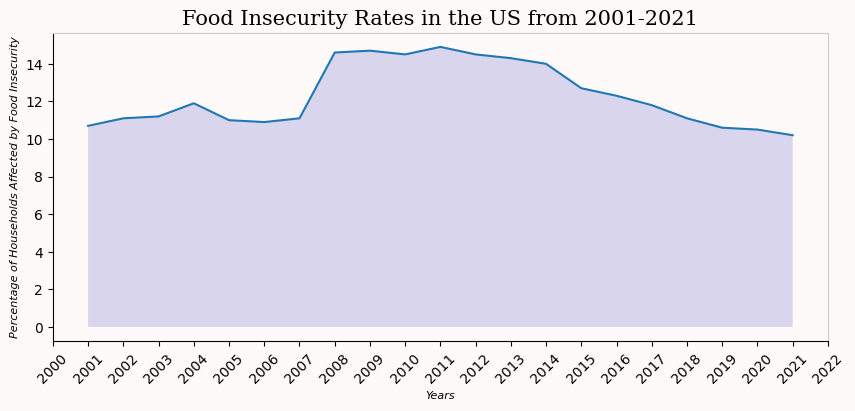 Food Insecurity Rates in the US from 2001-2021
Percentage of Households Affected by Food Insecurity
14
12
10
8
6
4
2
0
2000 2001 2002 2003 2004 2005 2006 2007 2008 2009 2010 2011 2012 2013 2014 2015 2016 2017 2018 2019 2020 2021 2022
Years